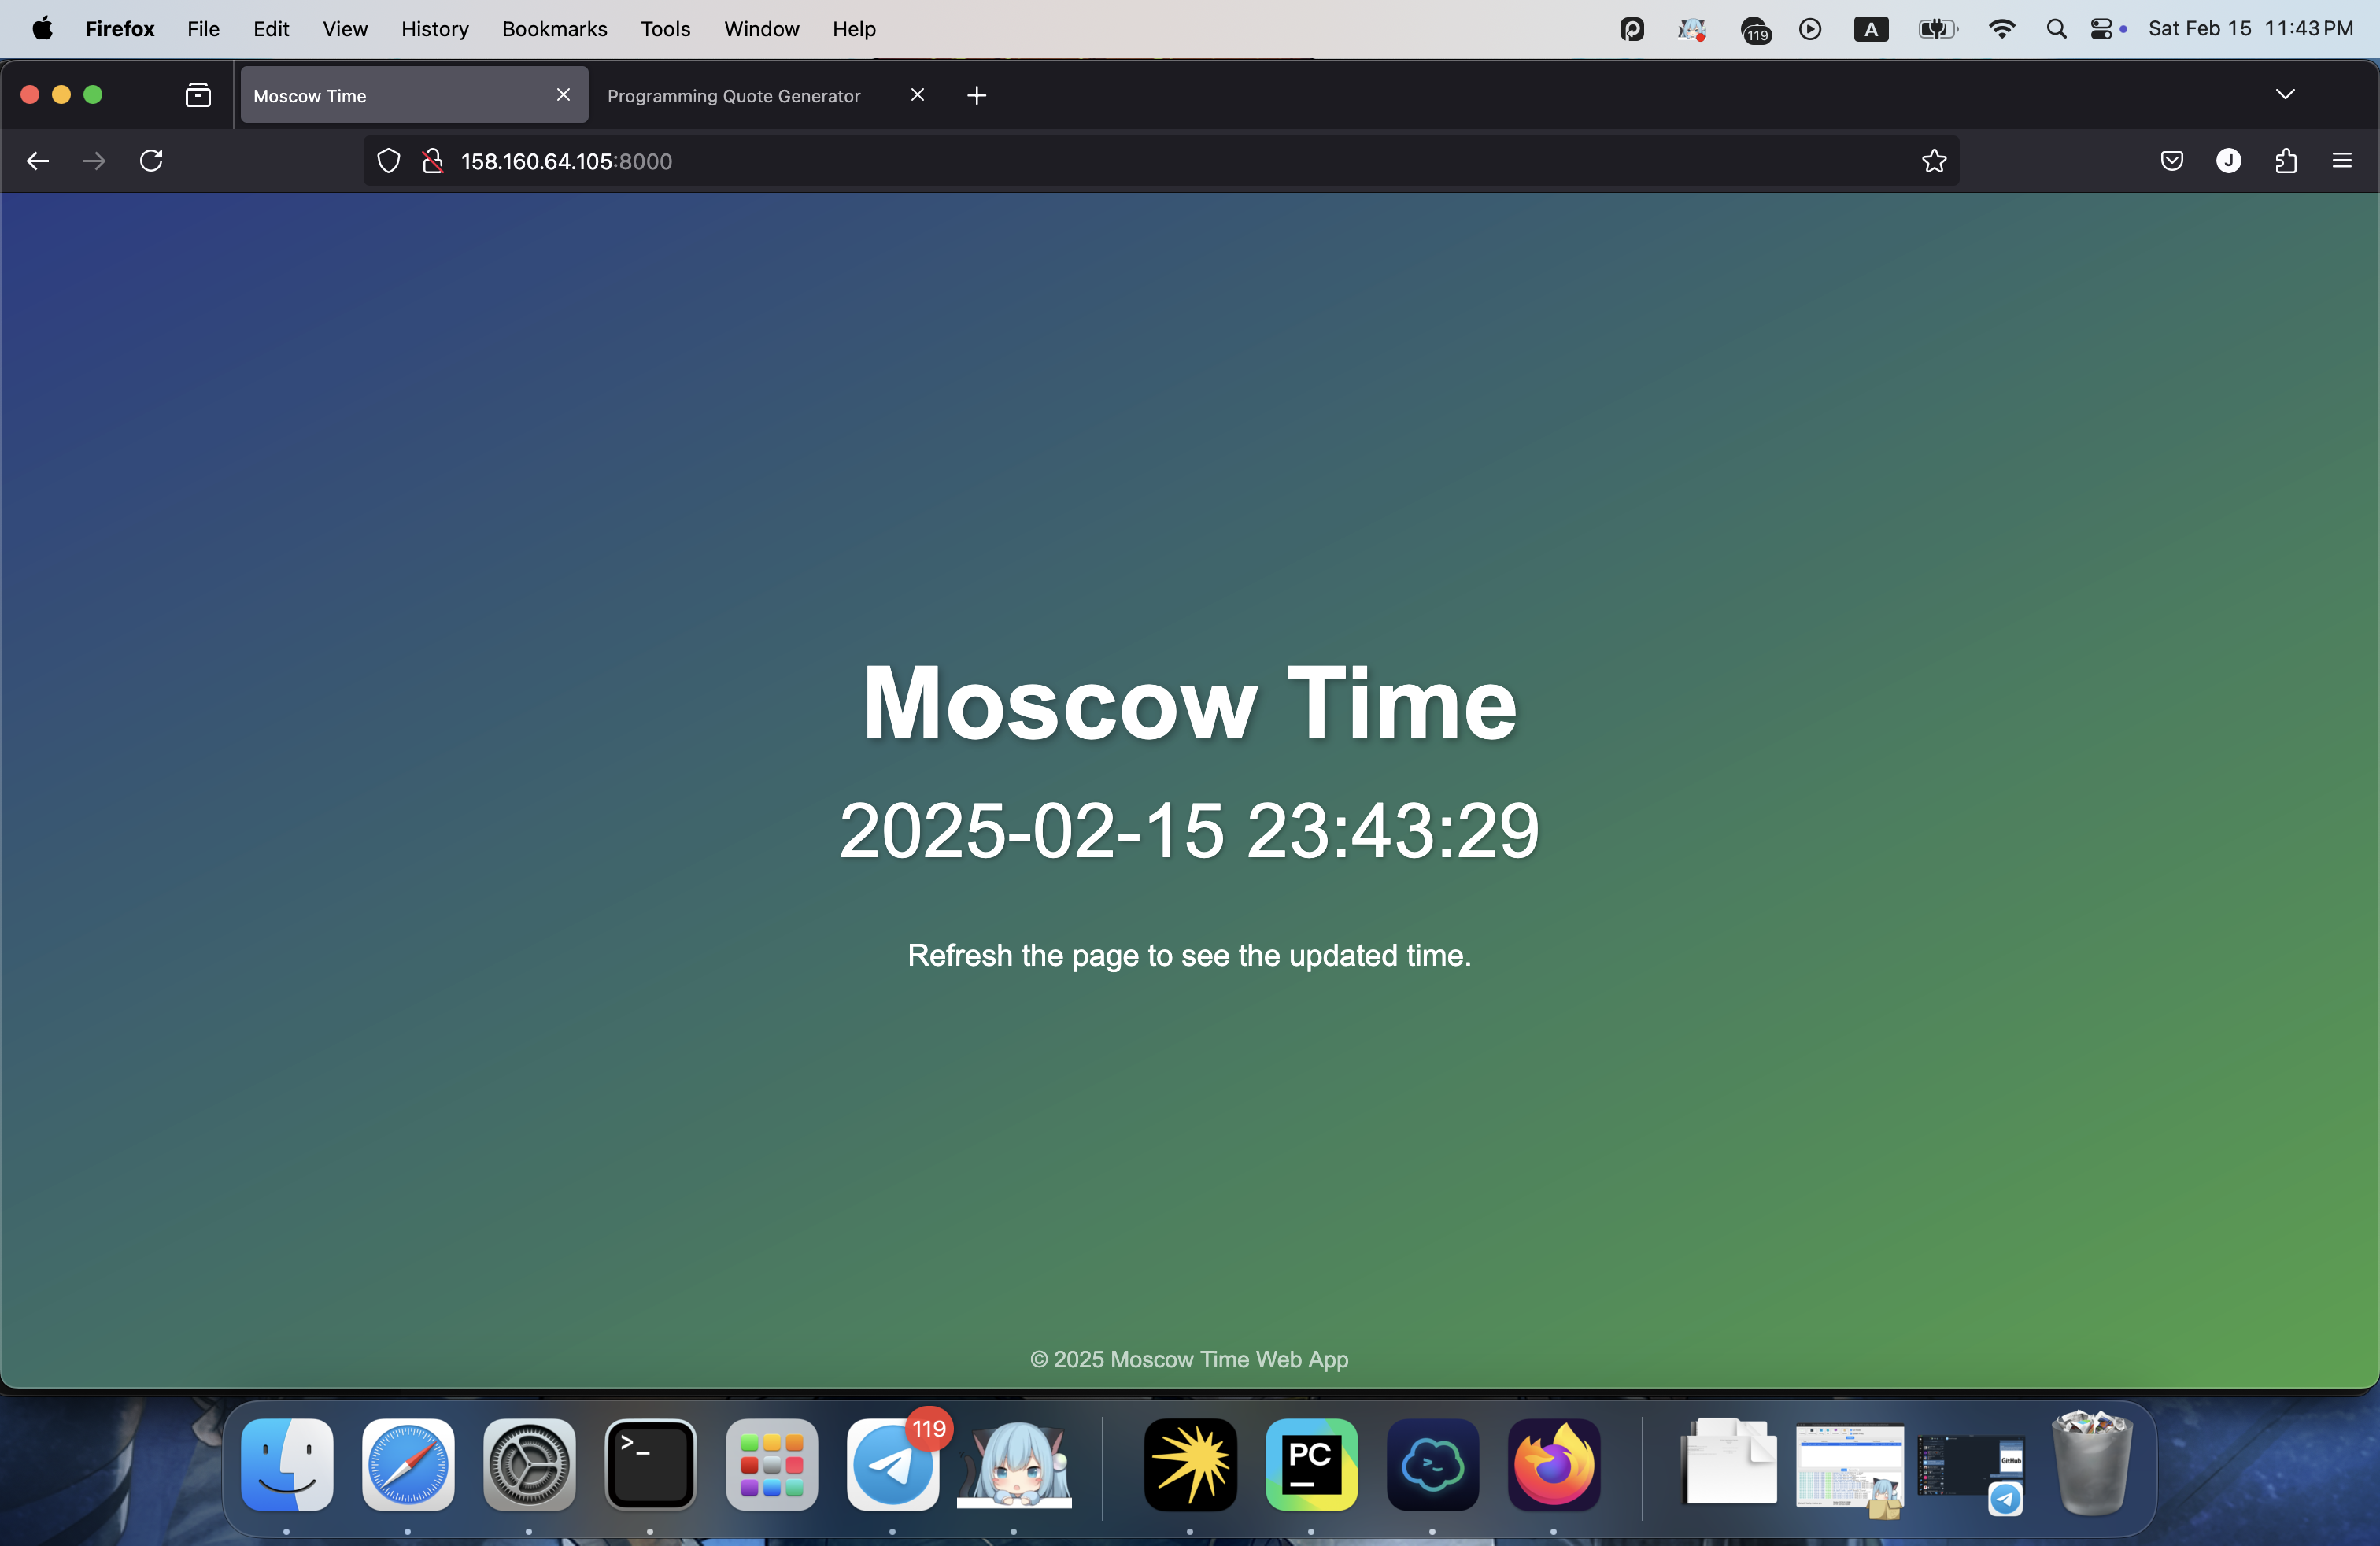 Firefox File Edit View History Bookmarks Tools Window Help 119 A Sat Feb 15 11:43 PM
Moscow Time Programming Quote Generator
158.160.64.105:8000 J
Moscow Time
2025-02-15 23:43:29
Refresh the page to see the updated time.
© 2025 Moscow Time Web App
119
>_ PC >_
GitHub